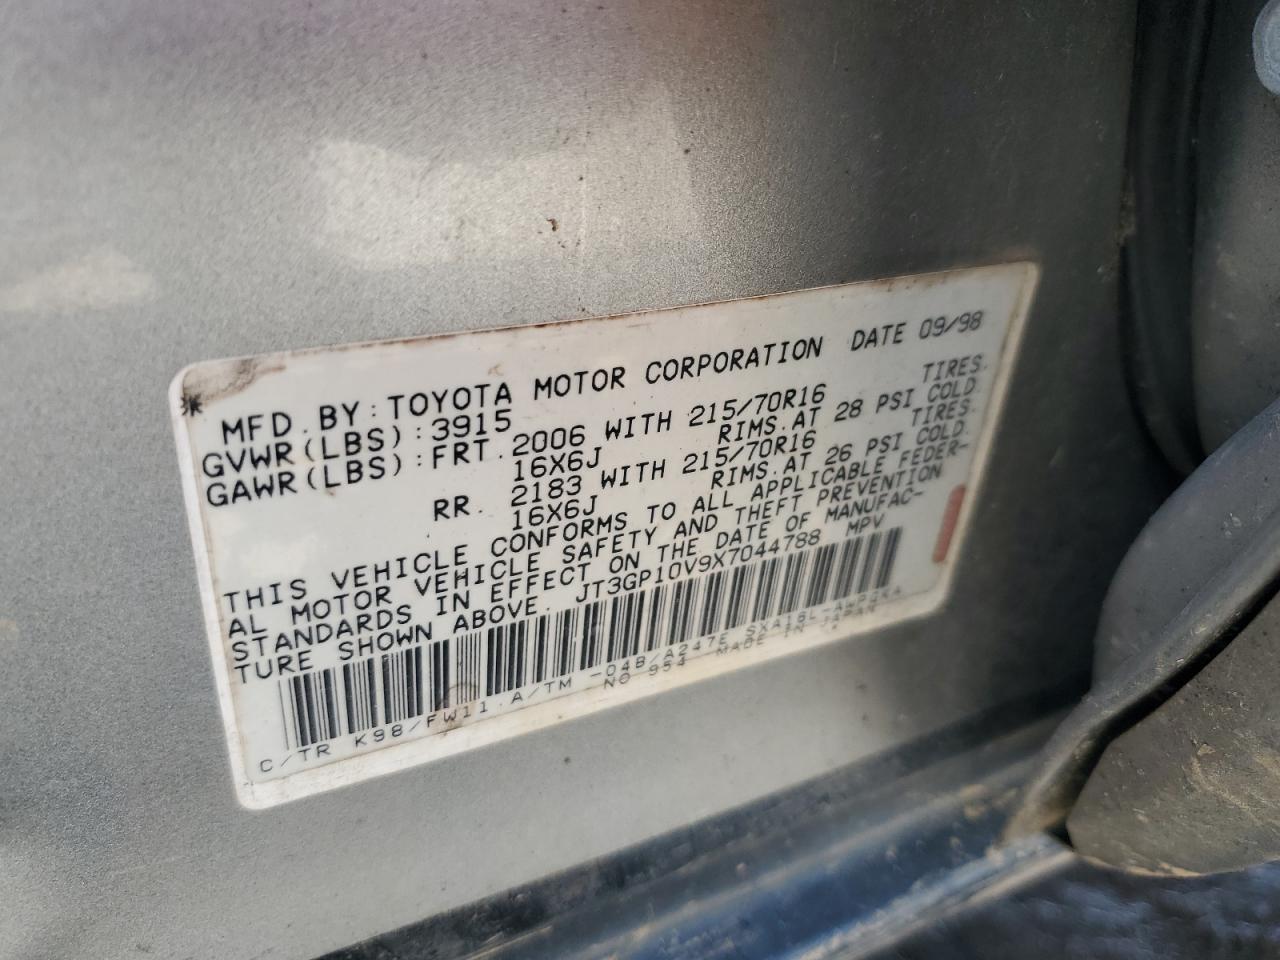 MFD. BY: TOYOTA MOTOR CORPORATION DATE 09/98
GVWR(LBS): 3915
GAWR(LBS): FRT. 2006 WITH 215/70R16 TIRES.
16X6J RIMS. AT 28 PSI COLD
RR. 2183 WITH 215/70R16 TIRES.
16X6J RIMS. AT 26 PSI COLD.
THIS VEHICLE CONFORMS TO ALL APPLICABLE FEDER-
AL MOTOR VEHICLE SAFETY AND THEFT PREVENTION
STANDARDS IN EFFECT ON THE DATE OF MANUFAC-
TURE SHOWN ABOVE. JT3GP10V9X7044788 MPV
C/TR K98/FW11 A/TM -04B/A247E SXA16L-
NO 954 MADE IN JAPAN